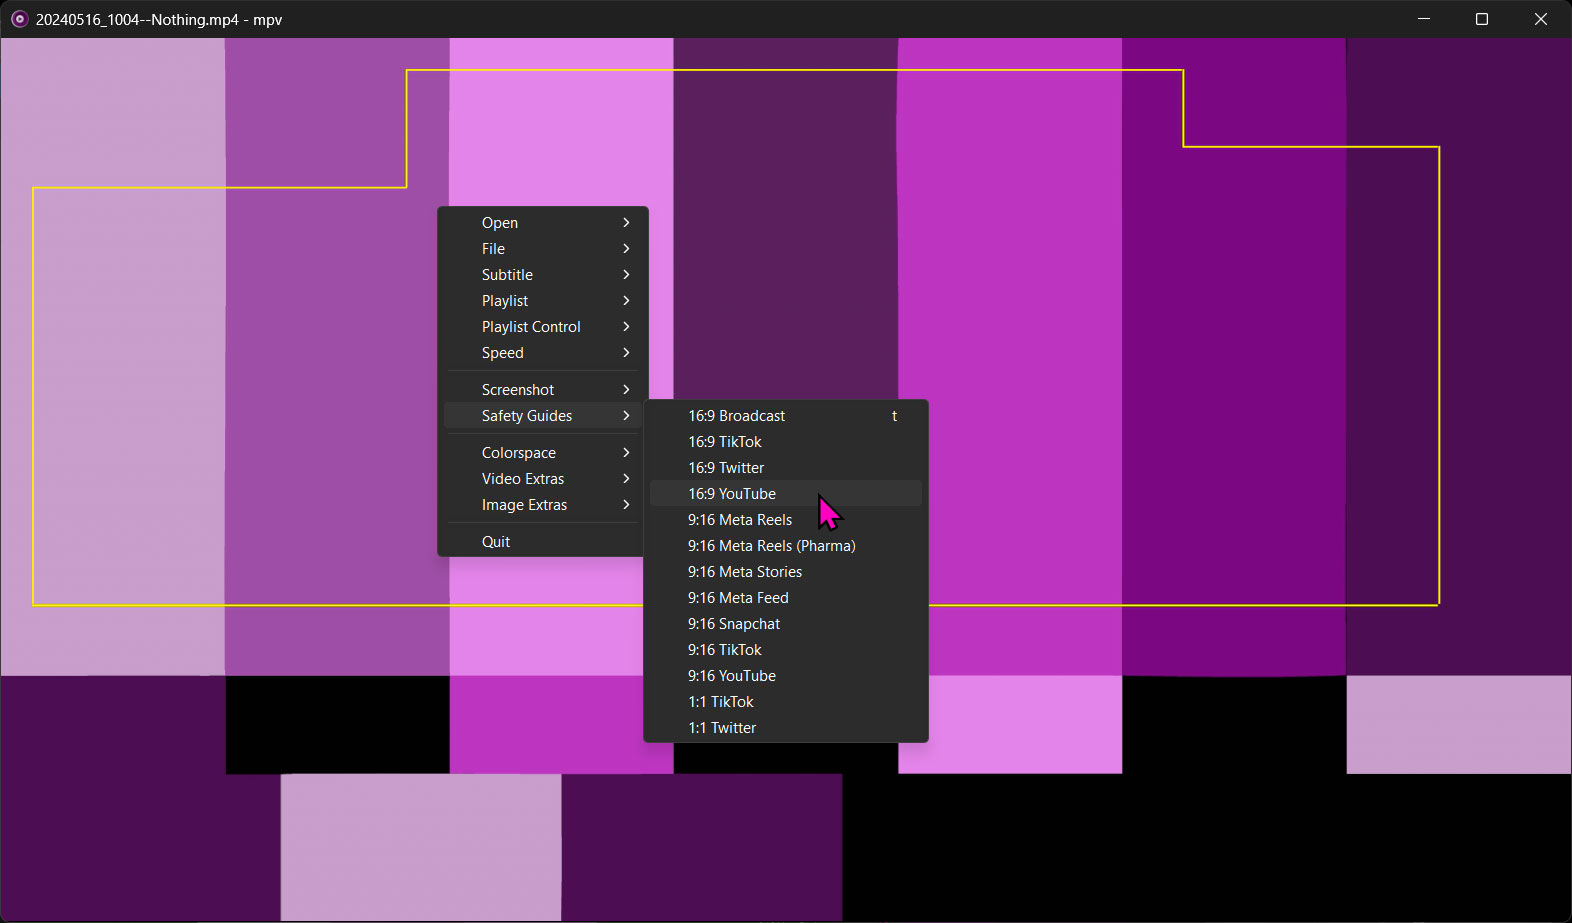 20240516_1004--Nothing.mp4 - mpv
Open
File
Subtitle
Playlist
Playlist Control
Speed
Screenshot
Safety Guides
Colorspace
Video Extras
Image Extras
Quit
16:9 Broadcast t
16:9 TikTok
16:9 Twitter
16:9 YouTube
9:16 Meta Reels
9:16 Meta Reels (Pharma)
9:16 Meta Stories
9:16 Meta Feed
9:16 Snapchat
9:16 TikTok
9:16 YouTube
1:1 TikTok
1:1 Twitter